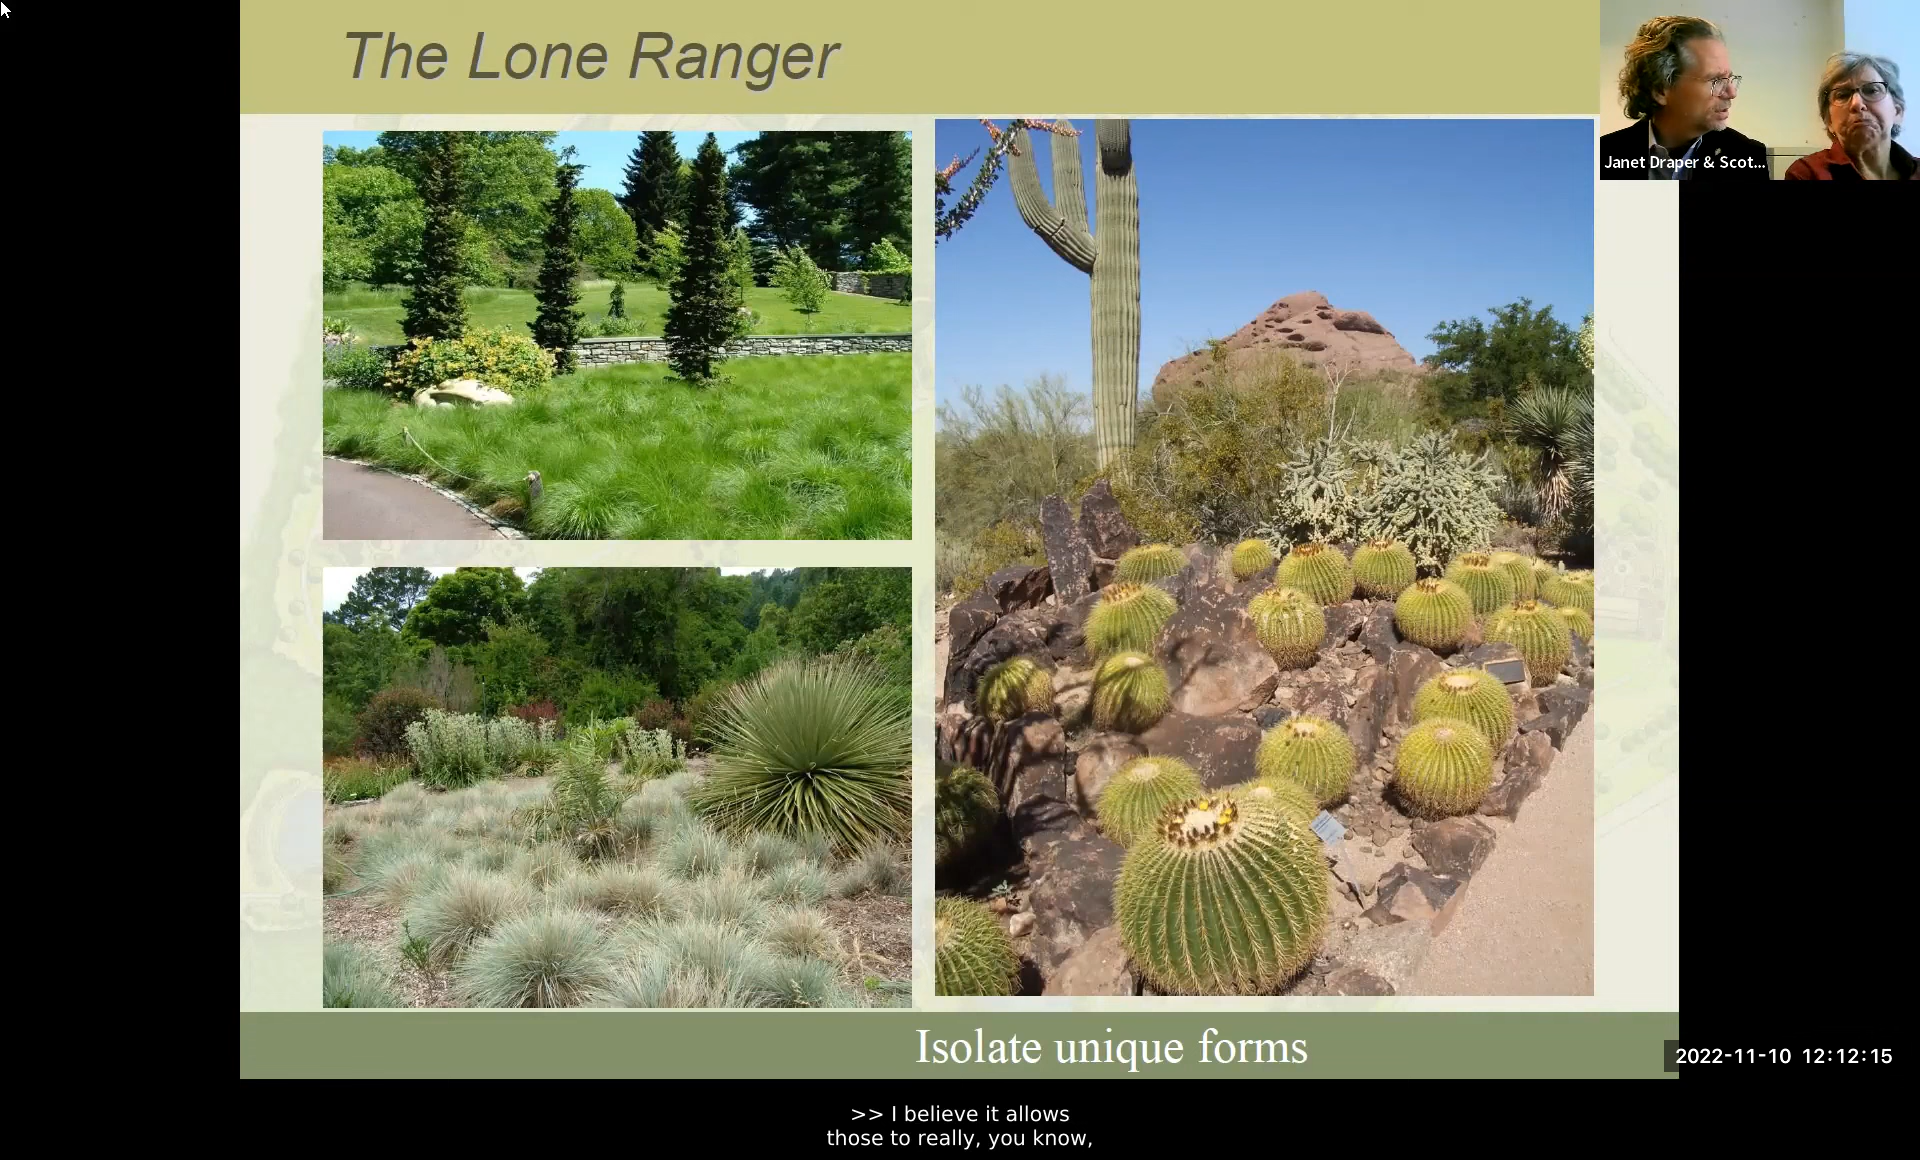 The Lone Ranger
Janet Draper & Scot...
Isolate unique forms
2022-11-10 12:12:15
>> I believe it allows
those to really, you know,